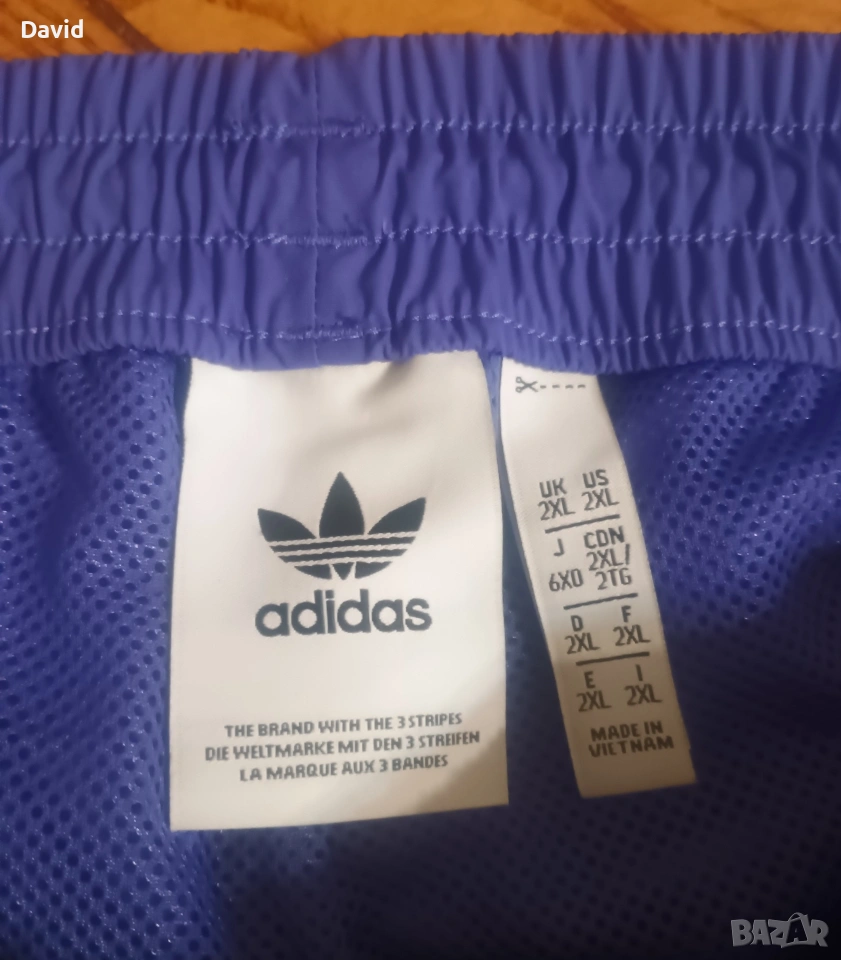 David
adidas
THE BRAND WITH THE 3 STRIPES
DIE WELTMARKE MIT DEN 3 STREIFEN
LA MARQUE AUX 3 BANDES
UK US
2XL 2XL
J CDN
6XO 2XL/
2TG
D F
2XL 2XL
E I
2XL 2XL
MADE IN
VIETNAM
BAZAR